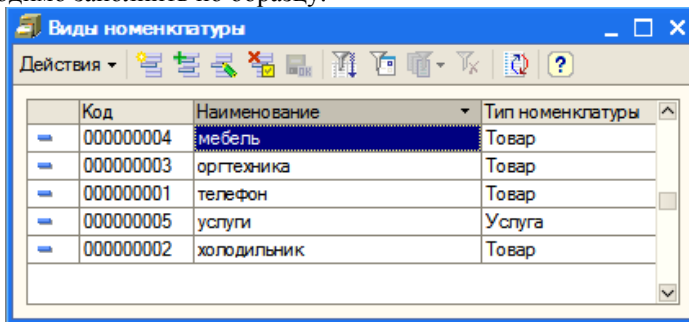 Виды номенклатуры
Действия
Код Наименование Тип номенклатуры
000000004 мебель Товар
000000003 оргтехника Товар
000000001 телефон Товар
000000005 услуги Услуга
000000002 холодильник Товар